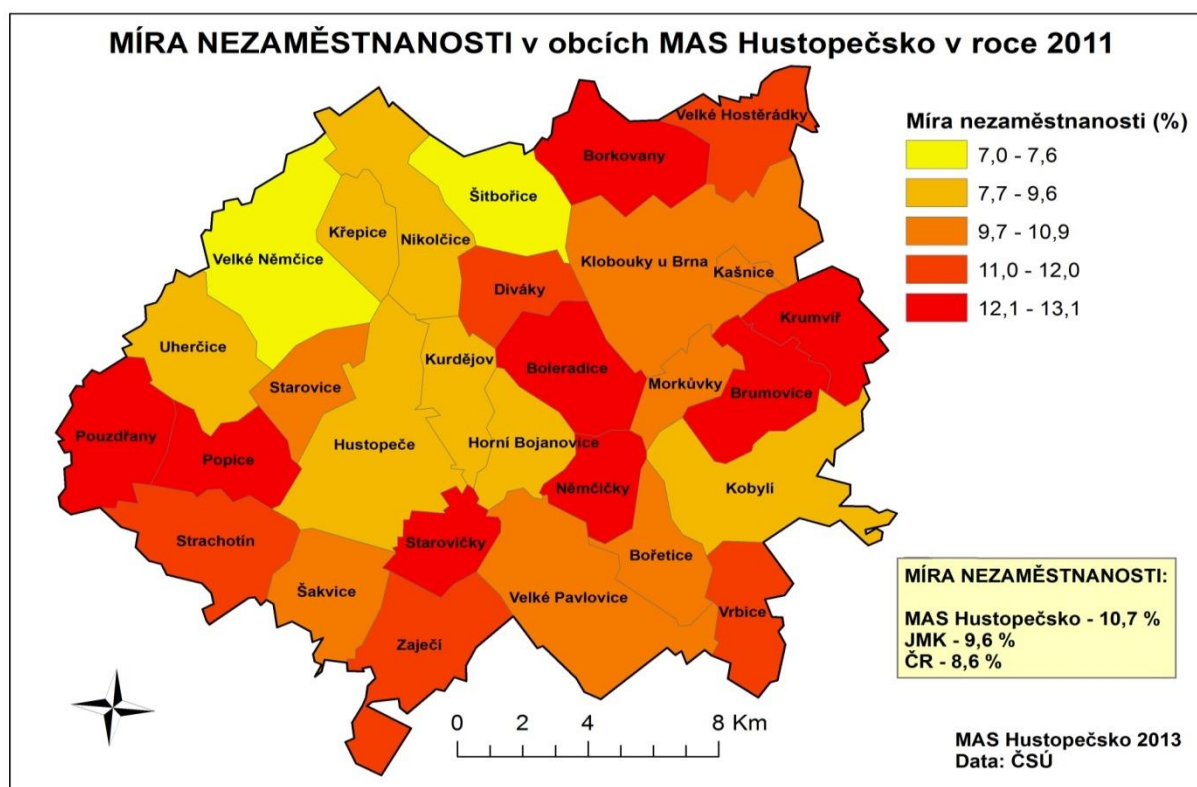 MÍRA NEZAMĚSTNANOSTI v obcích MAS Hustopečsko v roce 2011
Velké Hostěrádky
Borkovany
Šitbořice
Křepice
Nikolčice
Velké Němčice
Klobouky u Brna
Kašnice
Diváky
Krumvíř
Uherčice
Kurdějov
Boleradice
Starovice
Morkůvky
Brumovice
Pouzdřany
Popice
Hustopeče
Horní Bojanovice
Němčičky
Kobylí
Strachotín
Starovičky
Bořetice
Šakvice
Velké Pavlovice
Vrbice
Zaječí
Míra nezaměstnanosti (%)
7,0 - 7,6
7,7 - 9,6
9,7 - 10,9
11,0 - 12,0
12,1 - 13,1
MÍRA NEZAMĚSTNANOSTI:
MAS Hustopečsko - 10,7 %
JMK - 9,6 %
ČR - 8,6 %
0 2 4 8 Km
MAS Hustopečsko 2013
Data: ČSÚ